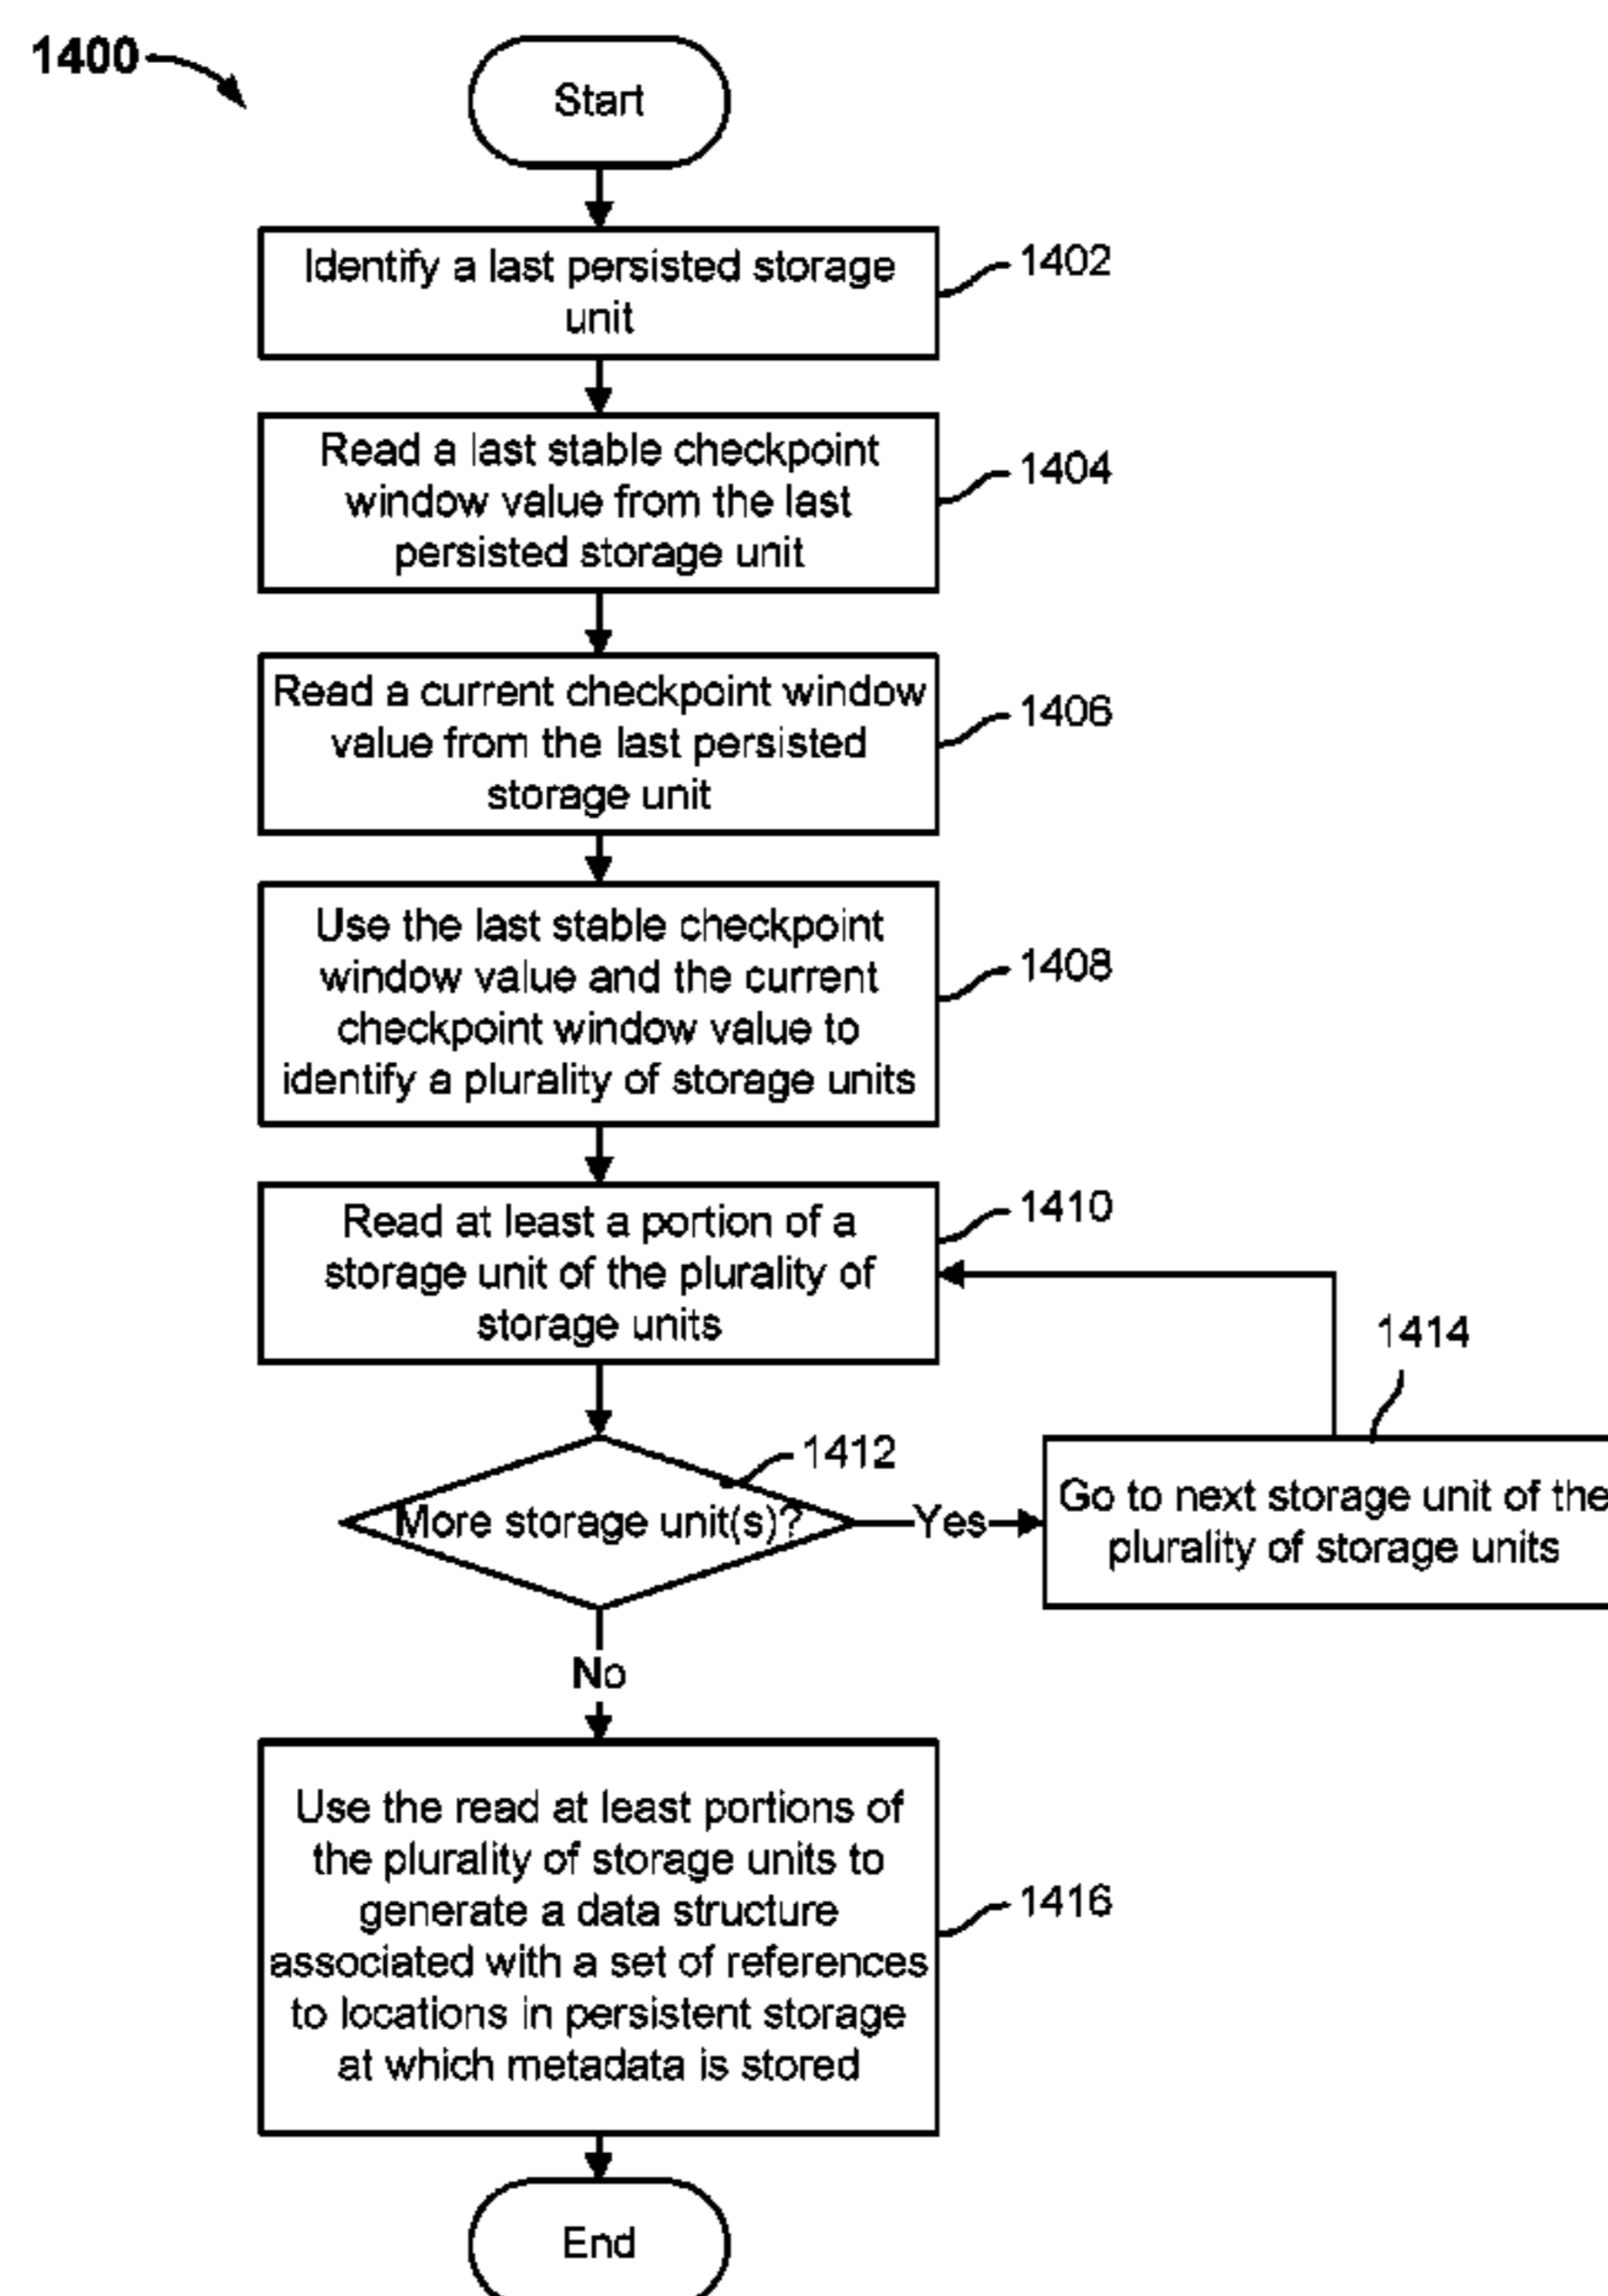 1400
Start
Identify a last persisted storage
unit
1402
Read a last stable checkpoint
window value from the last
persisted storage unit
1404
Read a current checkpoint window
value from the last persisted
storage unit
1406
Use the last stable checkpoint
window value and the current
checkpoint window value to
identify a plurality of storage units
1408
Read at least a portion of a
storage unit of the plurality of
storage units
1410
More storage unit(s)?
1412
Yes
1414
Go to next storage unit of the
plurality of storage units
No
Use the read at least portions of
the plurality of storage units to
generate a data structure
associated with a set of references
to locations in persistent storage
at which metadata is stored
1416
End